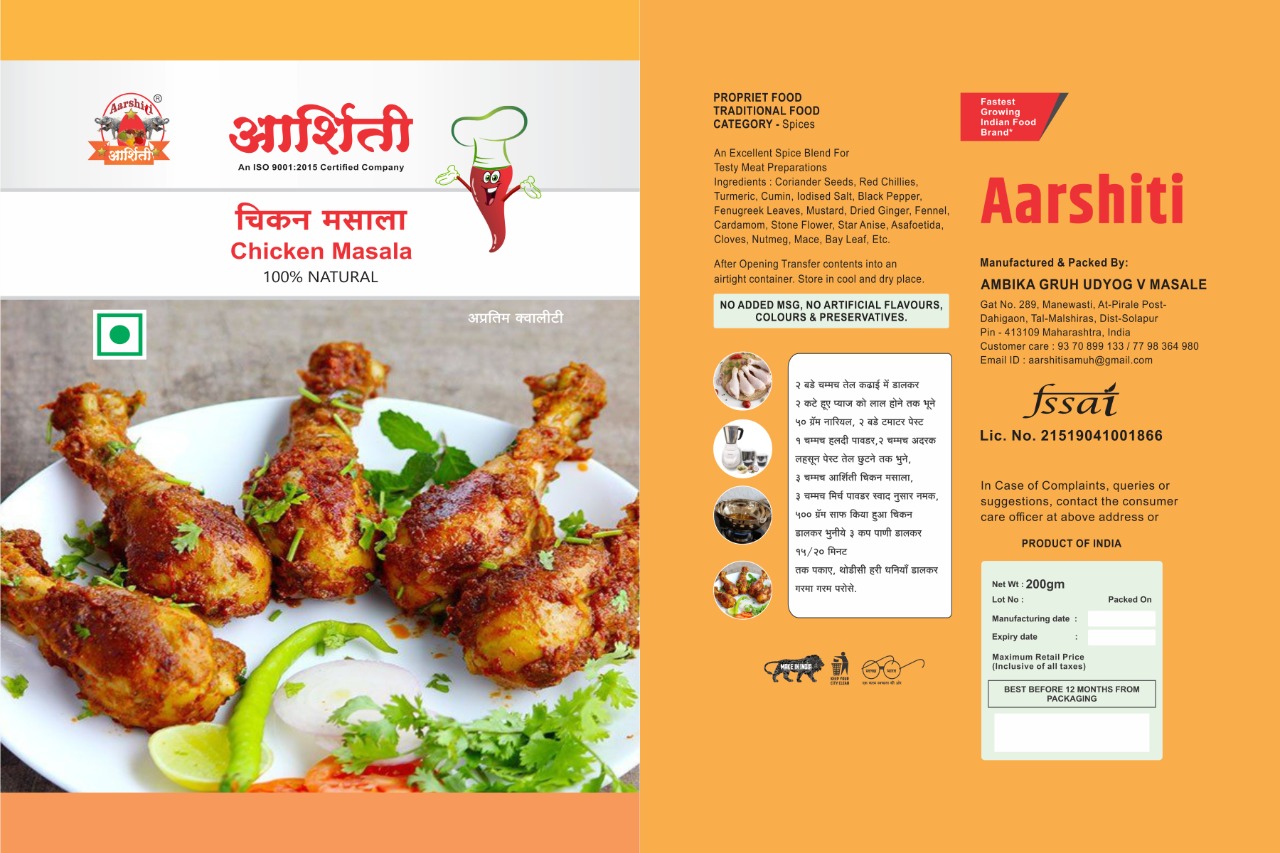 Aarshiti ®
आर्शिती
आर्शिती
An ISO 9001:2015 Certified Company
चिकन मसाला
Chicken Masala
100% NATURAL
अप्रतिम क्वालीटी
PROPRIET FOOD
TRADITIONAL FOOD
CATEGORY - Spices
An Excellent Spice Blend For
Testy Meat Preparations
Ingredients : Coriander Seeds, Red Chillies,
Turmeric, Cumin, Iodised Salt, Black Pepper,
Fenugreek Leaves, Mustard, Dried Ginger, Fennel,
Cardamom, Stone Flower, Star Anise, Asafoetida,
Cloves, Nutmeg, Mace, Bay Leaf, Etc.
After Opening Transfer contents into an
airtight container. Store in cool and dry place.
NO ADDED MSG, NO ARTIFICIAL FLAVOURS,
COLOURS & PRESERVATIVES.
२ बडे चम्मच तेल कढाई में डालकर
२ कटे हूए प्याज को लाल होने तक भूने
५० ग्रॅम नारियल, २ बडे टमाटर पेस्ट
१ चम्मच हलदी पावडर,२ चम्मच अदरक
लहसून पेस्ट तेल छुटने तक भुने,
३ चम्मच आर्शिती चिकन मसाला,
३ चम्मच मिर्च पावडर स्वाद नुसार नमक,
५०० ग्रॅम साफ किया हुआ चिकन
डालकर भुनीये ३ कप पाणी डालकर
१५/२० मिनट
तक पकाए, थोडीसी हरी धनियाँ डालकर
गरमा गरम परोसे.
MAKE IN INDIA
KEEP YOUR
CITY CLEAN
Fastest
Growing
Indian Food
Brand*
Aarshiti
Manufactured & Packed By:
AMBIKA GRUH UDYOG V MASALE
Gat No. 289, Manewasti, At-Pirale Post-
Dahigaon, Tal-Malshiras, Dist-Solapur
Pin - 413109 Maharashtra, India
Customer care : 93 70 899 133 / 77 98 364 980
Email ID : aarshitisamuh@gmail.com
fssai
Lic. No. 21519041001866
In Case of Complaints, queries or
suggestions, contact the consumer
care officer at above address or
PRODUCT OF INDIA
Net Wt : 200gm
Lot No : Packed On
Manufacturing date :
Expiry date :
Maximum Retail Price
(Inclusive of all taxes)
BEST BEFORE 12 MONTHS FROM
PACKAGING